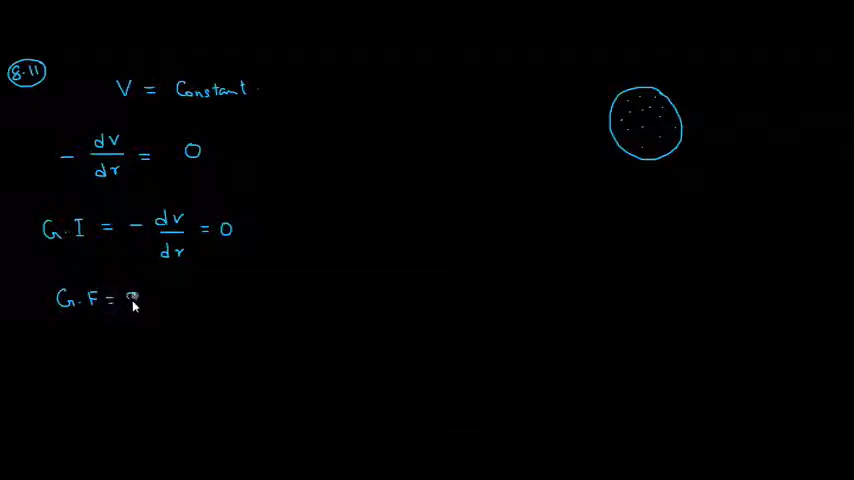 8.11
V = Constant
- dV/dr = 0
G.I = - dV/dr = 0
G.F =